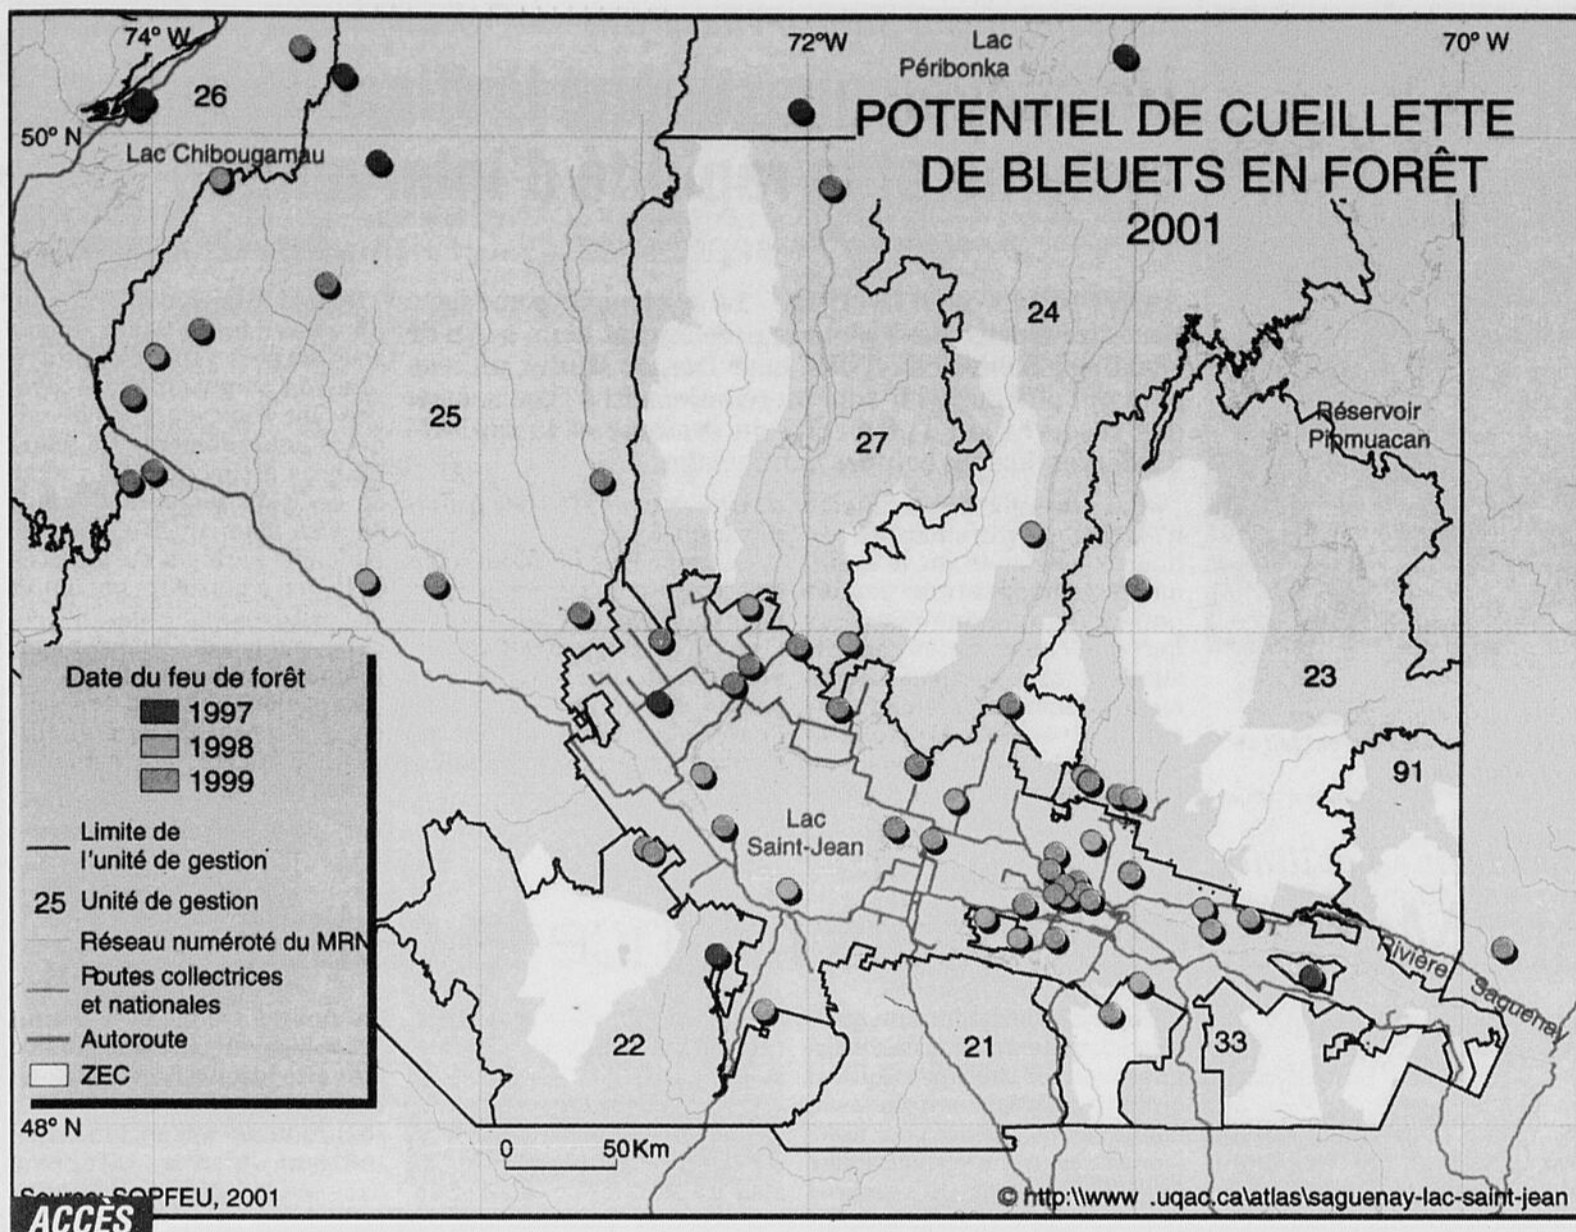 74° W
72°W
Lac
Péribonka
70° W
26
50° N
POTENTIEL DE CUEILLETTE
DE BLEUETS EN FORÊT
2001
Lac Chibougamau
24
25
27
Réservoir
Pipmuacan
23
91
Date du feu de forêt
1997
1998
1999
Limite de
l'unité de gestion
25 Unité de gestion
Réseau numéroté du MRN
Routes collectrices
et nationales
Autoroute
ZEC
Lac
Saint-Jean
Rivière
Saguenay
22
21
33
48° N
0 50 Km
Source: SOPFEU, 2001
© http:\\www .uqac.ca\atlas\saguenay-lac-saint-jean
ACCÈS